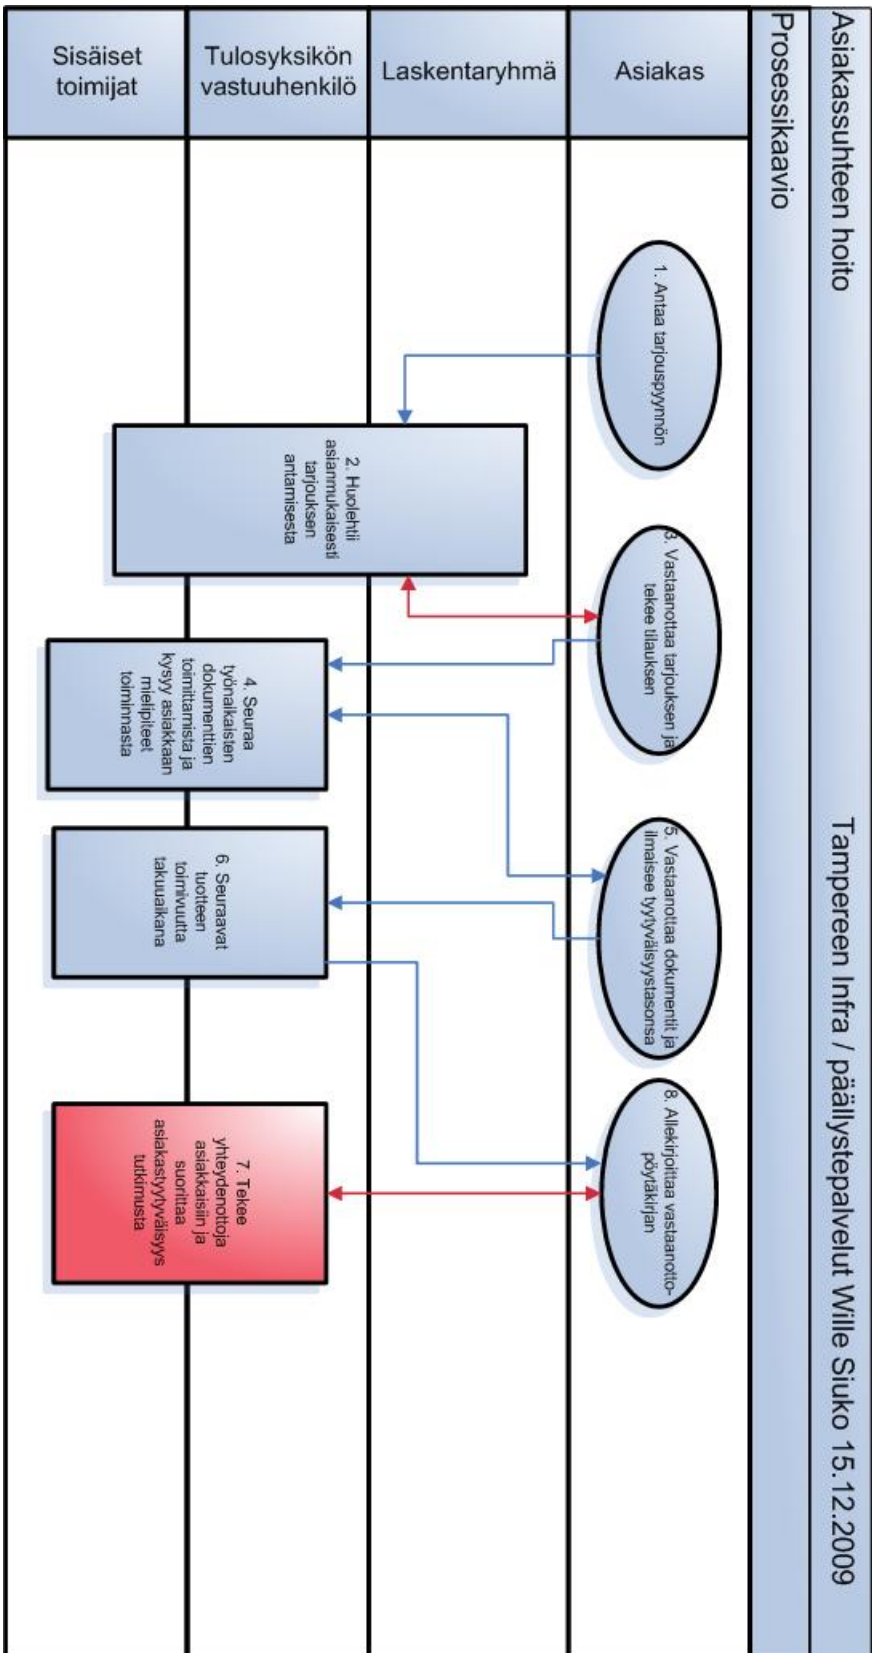 Asiakassuhteen hoito
Tampereen Infra / päällystepalvelut Wille Siuko 15.12.2009
Prosessikaavio
Asiakas
Laskentaryhmä
Tulosyksikön
vastuuhenkilö
Sisäiset
toimijat
1. Antaa tarjouspyynnön
2. Huolehtii
asianmukaisesti
tarjouksen
antamisesta
3. Vastaanottaa tarjouksen ja
tekee tilauksen
4. Seuraa
työnaikaisten
dokumenttien
toimittamista ja
kysyy asiakkaan
mielipiteet
toiminnasta
5. Vastaanottaa dokumentit ja
ilmaisee tyytyväisyystasonsa
6. Seuraavat
tuotteen
toimivuutta
takuuaikana
7. Tekee
yhteydenottoja
asiakkaisiin ja
suorittaa
asiakastyytyväisyys
tutkimusta
8. Allekirjoittaa vastaanotto-
pöytäkirjan